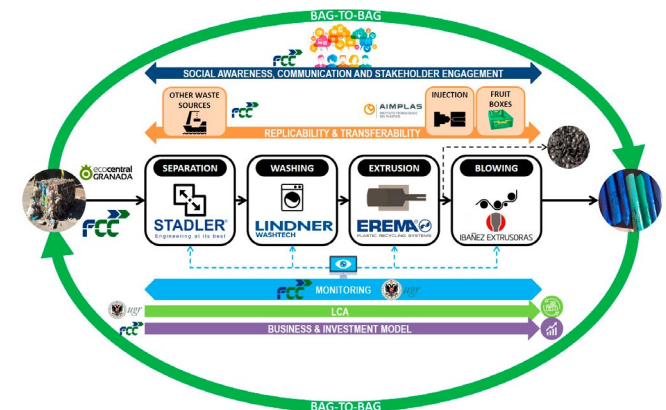 BAG-TO-BAG
FCC
SOCIAL AWARENESS, COMMUNICATION AND STAKEHOLDER ENGAGEMENT
OTHER WASTE
SOURCES
FCC
AIMPLAS
INJECTION
FRUIT
BOXES
REPLICABILITY & TRANSFERABILITY
ecocentral
GRANADA
FCC
SEPARATION
STADLER
Engineering at its best
WASHING
LINDNER
WASHTECH
EXTRUSION
EREMA
PLASTIC RECYCLING SYSTEMS
BLOWING
IBAÑEZ EXTRUSORAS
FCC MONITORING ugr
ugr
LCA
FCC
BUSINESS & INVESTMENT MODEL
BAG-TO-BAG